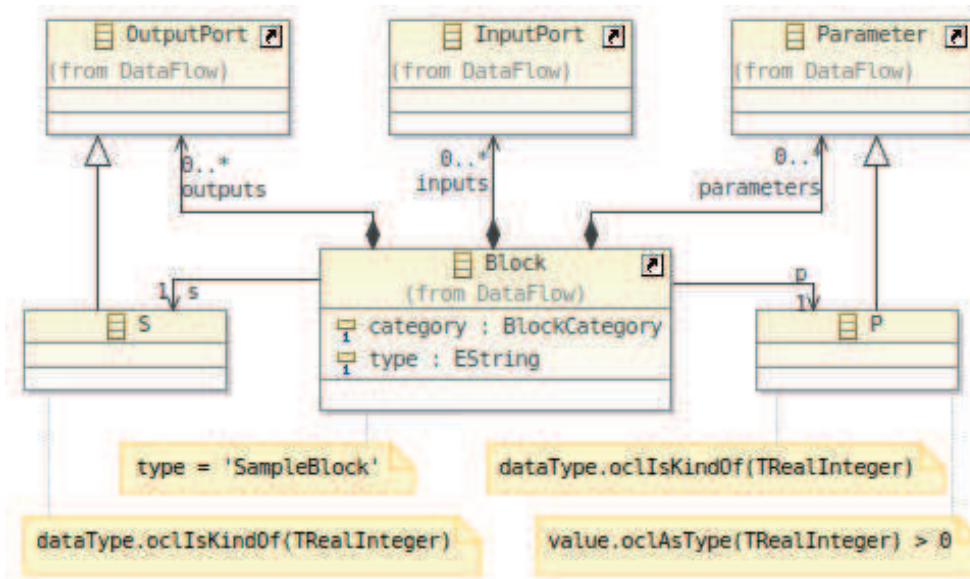 OutputPort
(from DataFlow)
InputPort
(from DataFlow)
Parameter
(from DataFlow)
0..*
outputs
0..*
inputs
0..*
parameters
1 s
Block
(from DataFlow)
category : BlockCategory
type : EString
p
1
S
P
type = 'SampleBlock'
dataType.oclIsKindOf(TRealInteger)
dataType.oclIsKindOf(TRealInteger)
value.oclAsType(TRealInteger) > 0